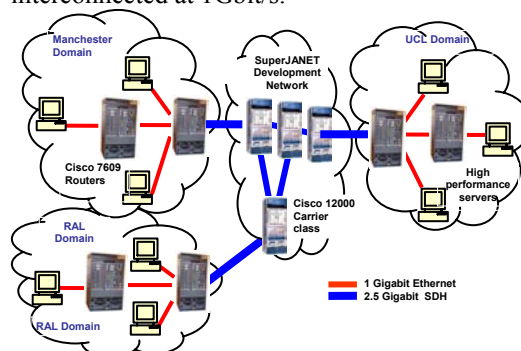 interconnected at 1Gbit/s.
Manchester
Domain
SuperJANET
Development
Network
UCL Domain
Cisco 7609
Routers
High
performance
servers
Cisco 12000
Carrier
class
RAL
Domain
RAL Domain
1 Gigabit Ethernet
2.5 Gigabit SDH